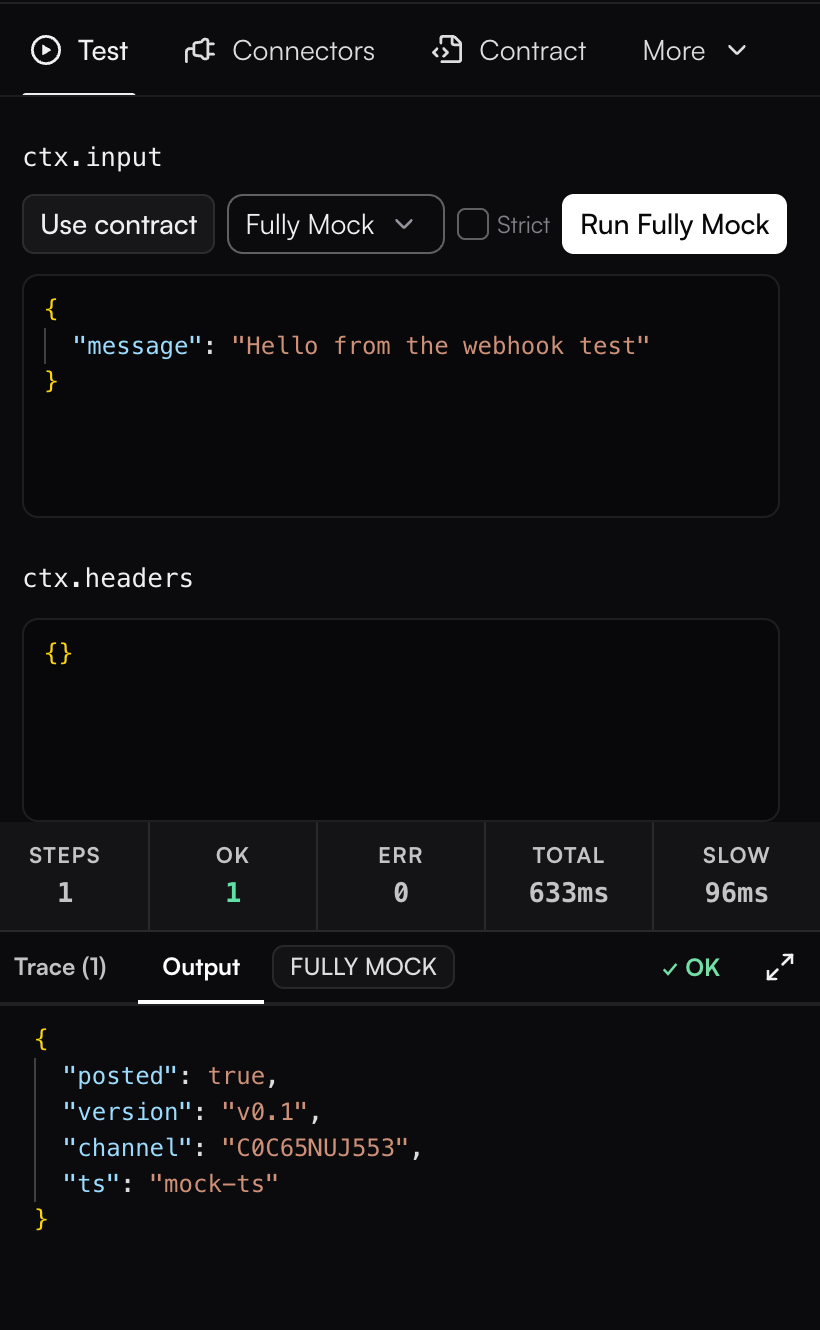 Test Connectors Contract More
ctx.input
Use contract Fully Mock Strict Run Fully Mock
{
"message": "Hello from the webhook test"
}
ctx.headers
{}
STEPS OK ERR TOTAL SLOW
1 1 0 633ms 96ms
Trace (1) Output FULLY MOCK OK
{
"posted": true,
"version": "v0.1",
"channel": "C0C65NUJ553",
"ts": "mock-ts"
}